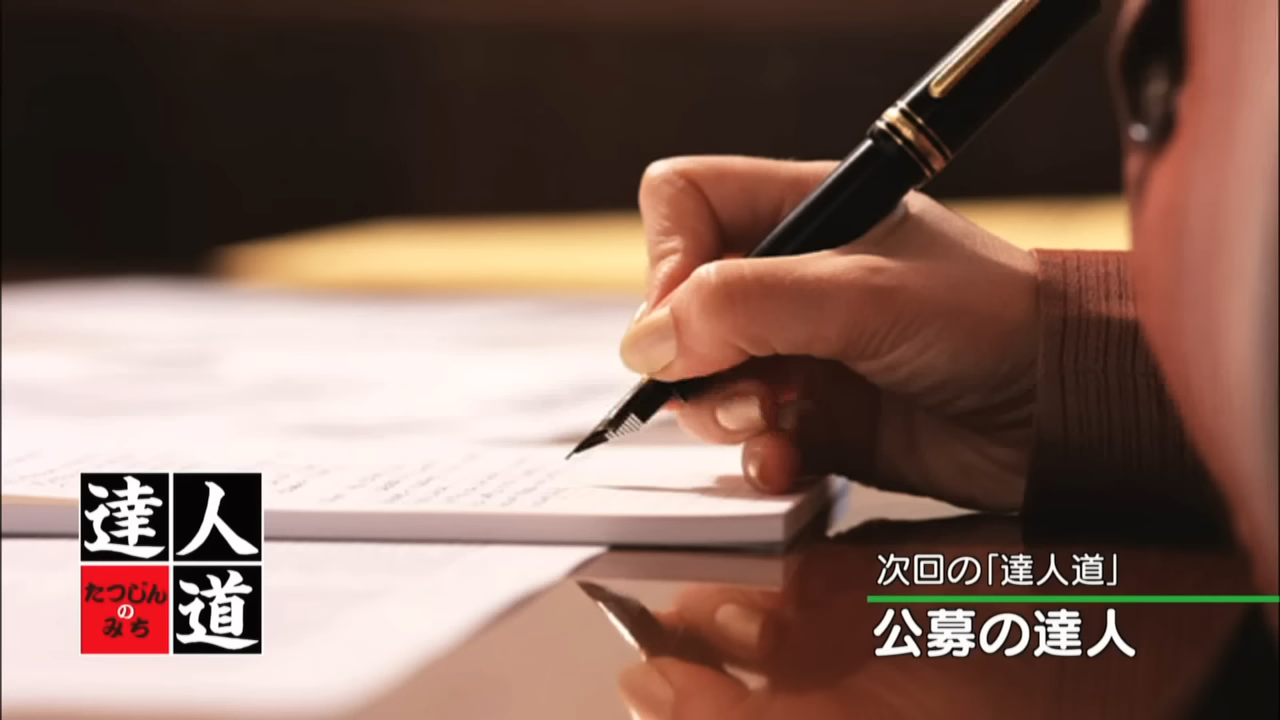 達人
道
たつじん
の
みち
次回の「達人道」
公募の達人